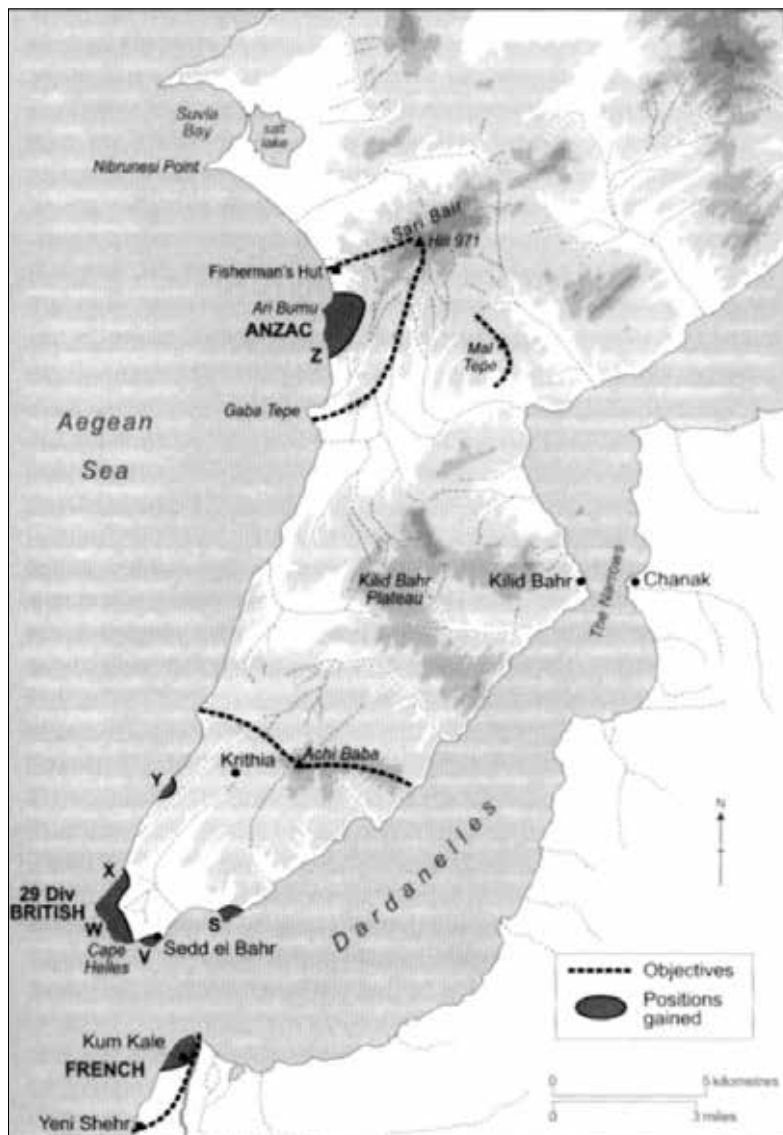 Suvla
Bay
salt
lake
Nibrunesi Point
Sari Bair
Hill 971
Fisherman's Hut
Ari Burnu
ANZAC
Z
Mal
Tepe
Gaba Tepe
Aegean
Sea
Kilid Bahr
Plateau
Kilid Bahr
The Narrows
Chanak
Achi Baba
Krithia
Y
N
Dardanelles
X
29 Div
BRITISH
W
S
V
Sedd el Bahr
Cape
Helles
Objectives
Positions
gained
Kum Kale
FRENCH
0 5 kilometres
0 3 miles
Yeni Shehr